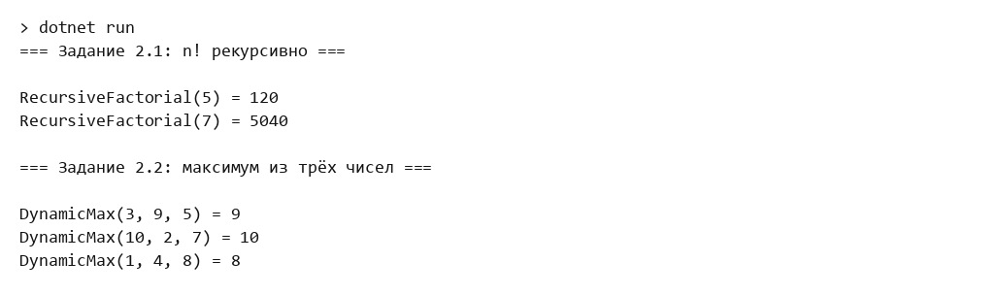 > dotnet run
=== Задание 2.1: n! рекурсивно ===
RecursiveFactorial(5) = 120
RecursiveFactorial(7) = 5040
=== Задание 2.2: максимум из трёх чисел ===
DynamicMax(3, 9, 5) = 9
DynamicMax(10, 2, 7) = 10
DynamicMax(1, 4, 8) = 8